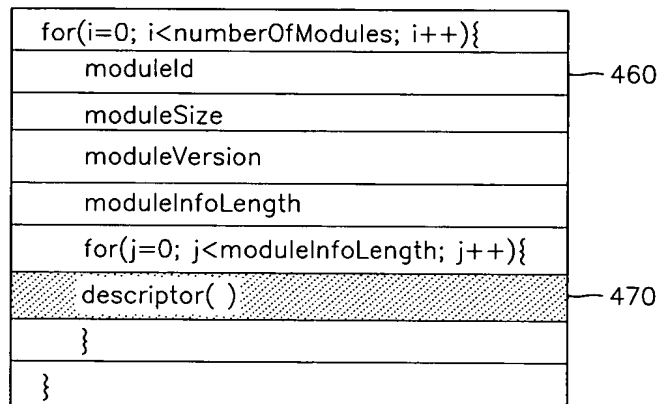 for(i=0; i<numberOfModules; i++){
moduleId 460
moduleSize
moduleVersion
moduleInfoLength
for(j=0; j<moduleInfoLength; j++){
descriptor( ) 470
}
}